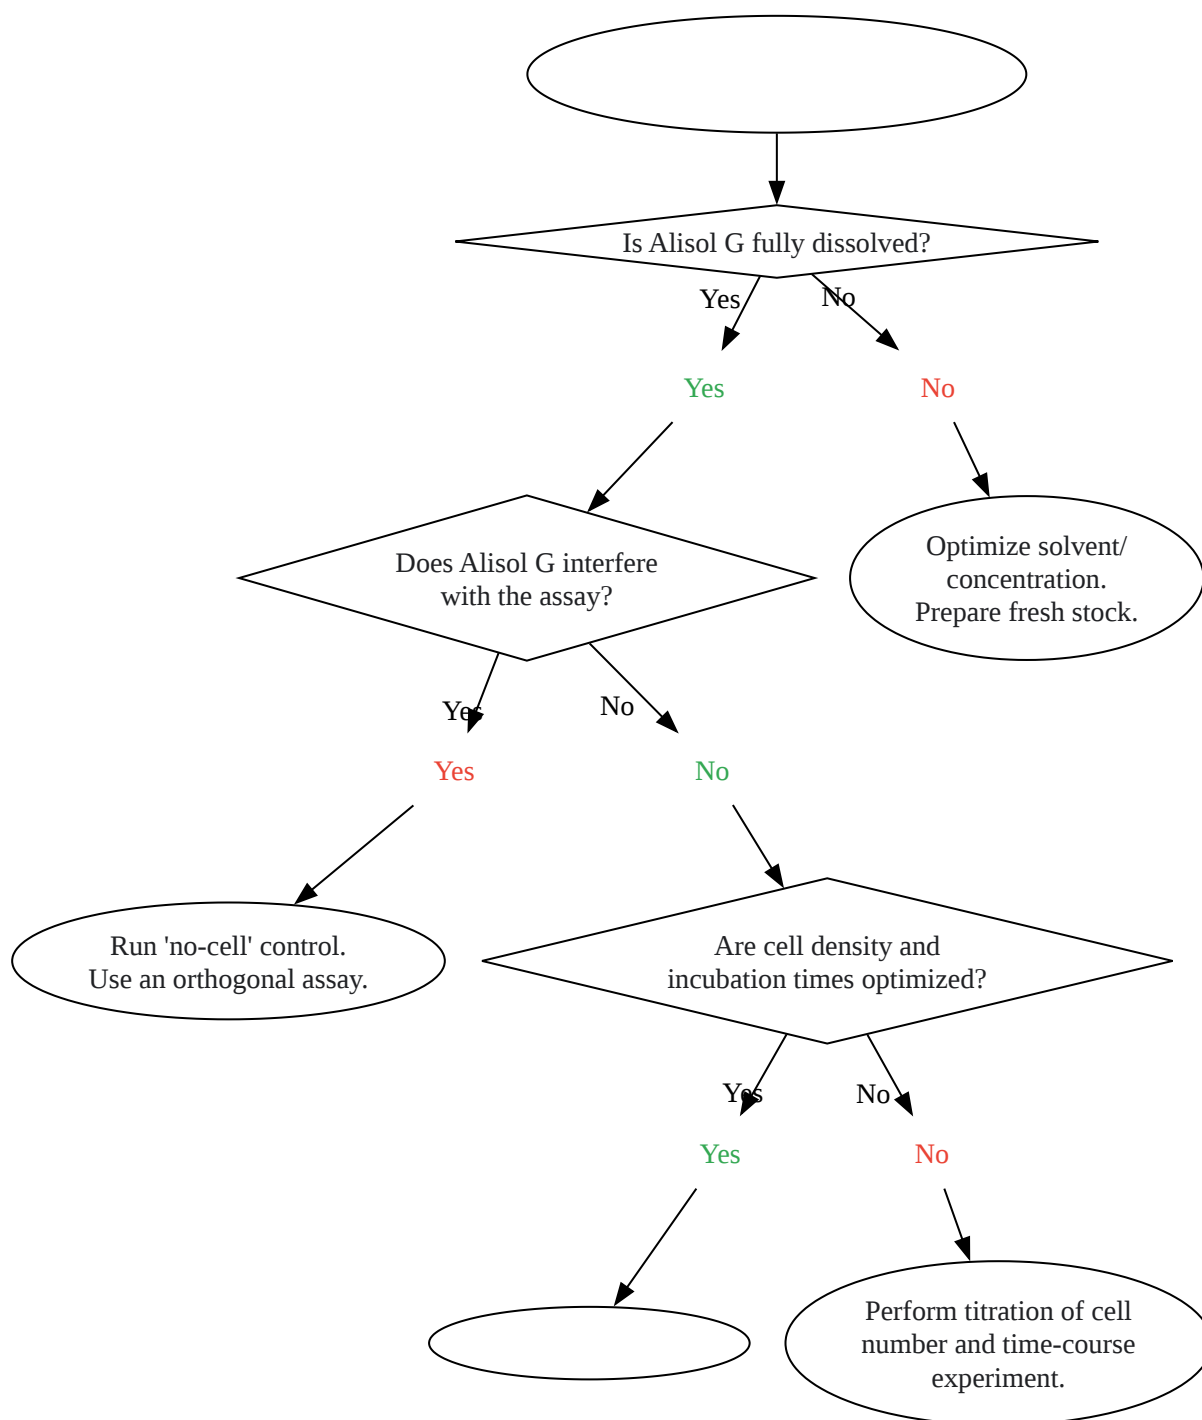 Is Alisol G fully dissolved?
Yes
No
Yes
No
Does Alisol G interfere
with the assay?
Optimize solvent/
concentration.
Prepare fresh stock.
Yes
No
Yes
No
Run 'no-cell' control.
Use an orthogonal assay.
Are cell density and
incubation times optimized?
Yes
No
Yes
No
Perform titration of cell
number and time-course
experiment.